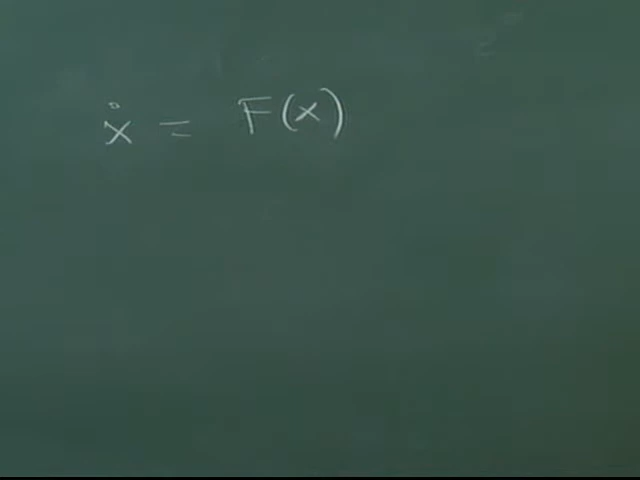 ẋ = F(x)